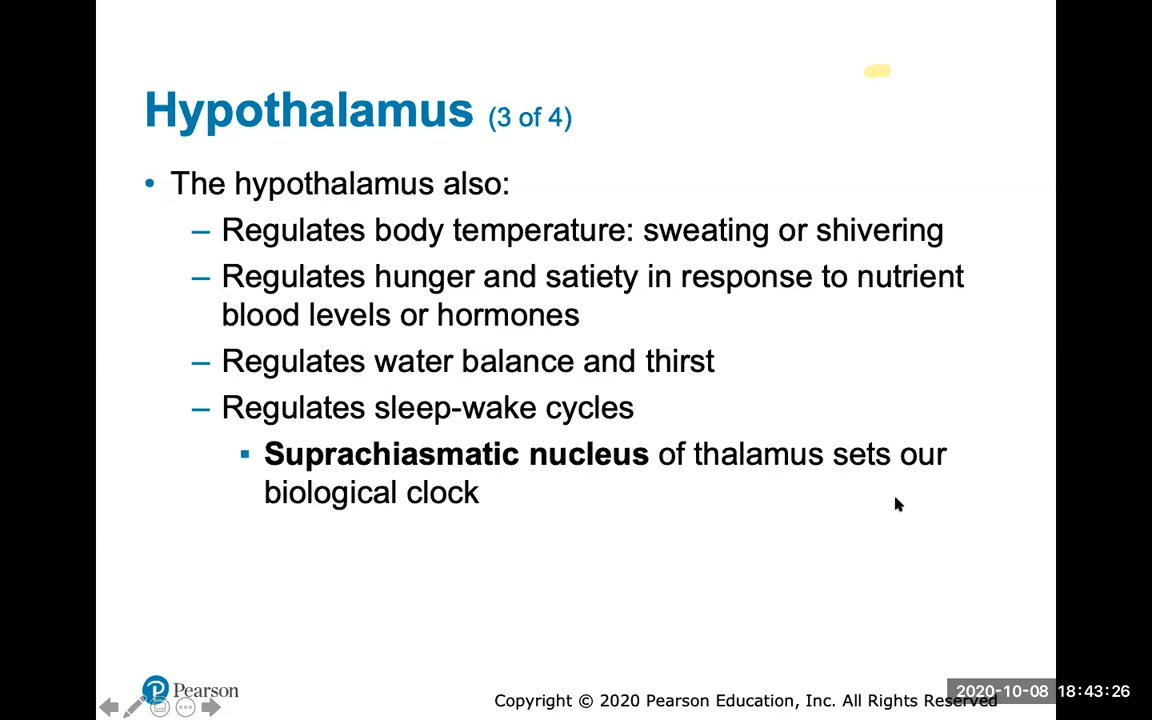 Hypothalamus (3 of 4)
• The hypothalamus also:
– Regulates body temperature: sweating or shivering
– Regulates hunger and satiety in response to nutrient
blood levels or hormones
– Regulates water balance and thirst
– Regulates sleep-wake cycles
▪ Suprachiasmatic nucleus of thalamus sets our
biological clock
Pearson
Copyright © 2020 Pearson Education, Inc. All Rights Reserved
2020-10-08 18:43:26